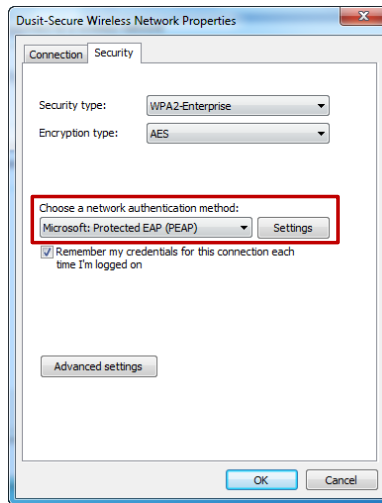 Dusit-Secure Wireless Network Properties
Connection Security
Security type: WPA2-Enterprise
Encryption type: AES
Choose a network authentication method:
Microsoft: Protected EAP (PEAP) Settings
Remember my credentials for this connection each
time I'm logged on
Advanced settings
OK Cancel